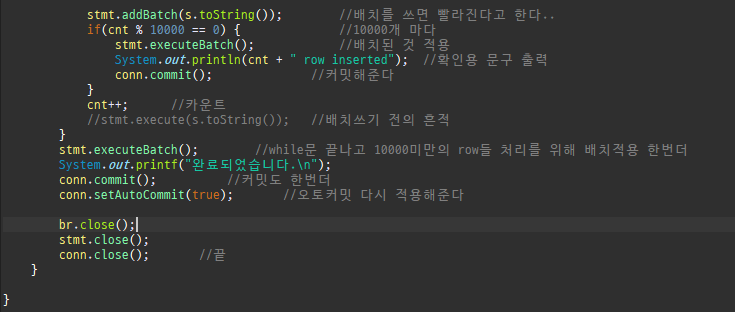 stmt.addBatch(s.toString());        //배치를 쓰면 빨라진다고 한다..
if(cnt % 10000 == 0) {              //10000개 마다
stmt.executeBatch();            //배치된 것 적용
System.out.println(cnt + " row inserted");  //확인용 문구 출력
conn.commit();              //커밋해준다
}
cnt++;      //카운트
//stmt.execute(s.toString());   //배치쓰기 전의 흔적
}
stmt.executeBatch();        //while문 끝나고 10000미만의 row들 처리를 위해 배치적용 한번더
System.out.printf("완료되었습니다.\n");
conn.commit();          //커밋도 한번더
conn.setAutoCommit(true);       //오토커밋 다시 적용해준다
br.close();
stmt.close();
conn.close();       //끝
}
}